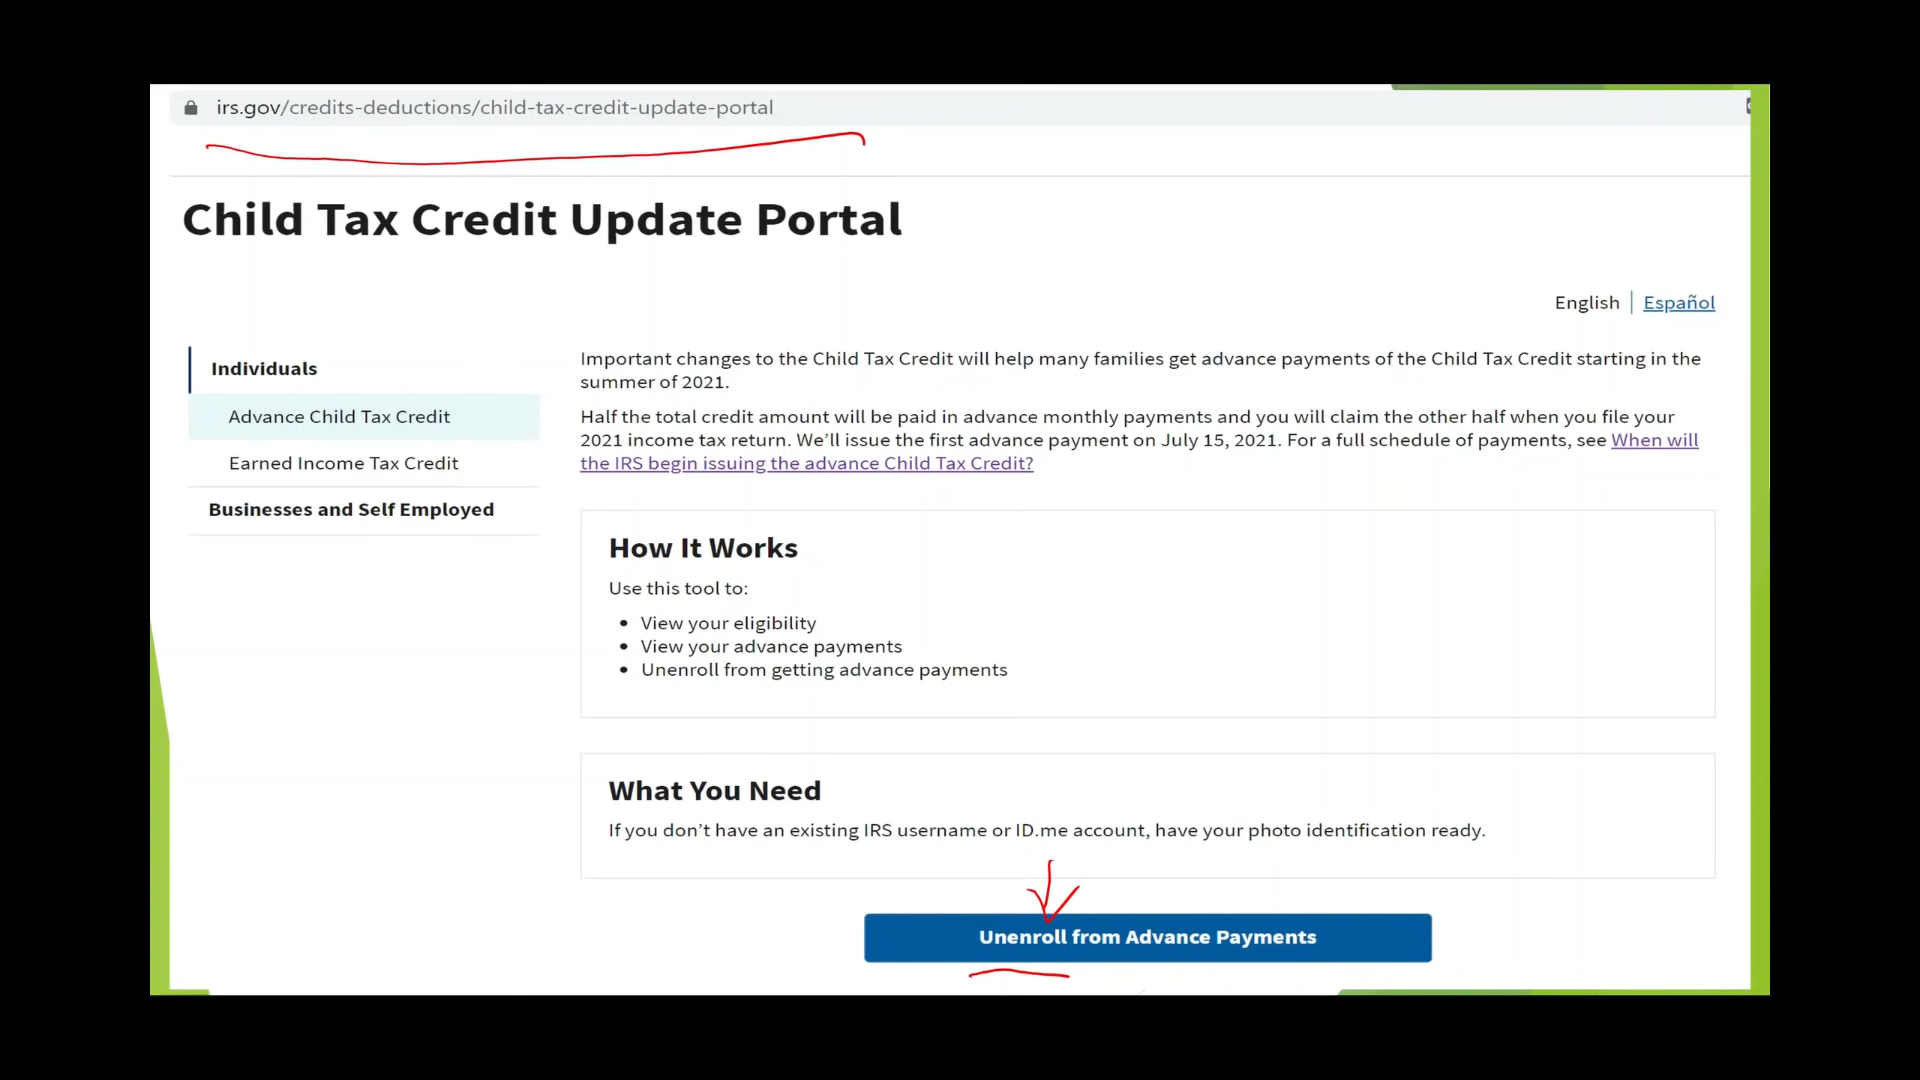 irs.gov/credits-deductions/child-tax-credit-update-portal
Child Tax Credit Update Portal
English | Español
Individuals
Advance Child Tax Credit
Earned Income Tax Credit
Businesses and Self Employed
Important changes to the Child Tax Credit will help many families get advance payments of the Child Tax Credit starting in the
summer of 2021.
Half the total credit amount will be paid in advance monthly payments and you will claim the other half when you file your
2021 income tax return. We’ll issue the first advance payment on July 15, 2021. For a full schedule of payments, see When will
the IRS begin issuing the advance Child Tax Credit?
How It Works
Use this tool to:
• View your eligibility
• View your advance payments
• Unenroll from getting advance payments
What You Need
If you don’t have an existing IRS username or ID.me account, have your photo identification ready.
Unenroll from Advance Payments